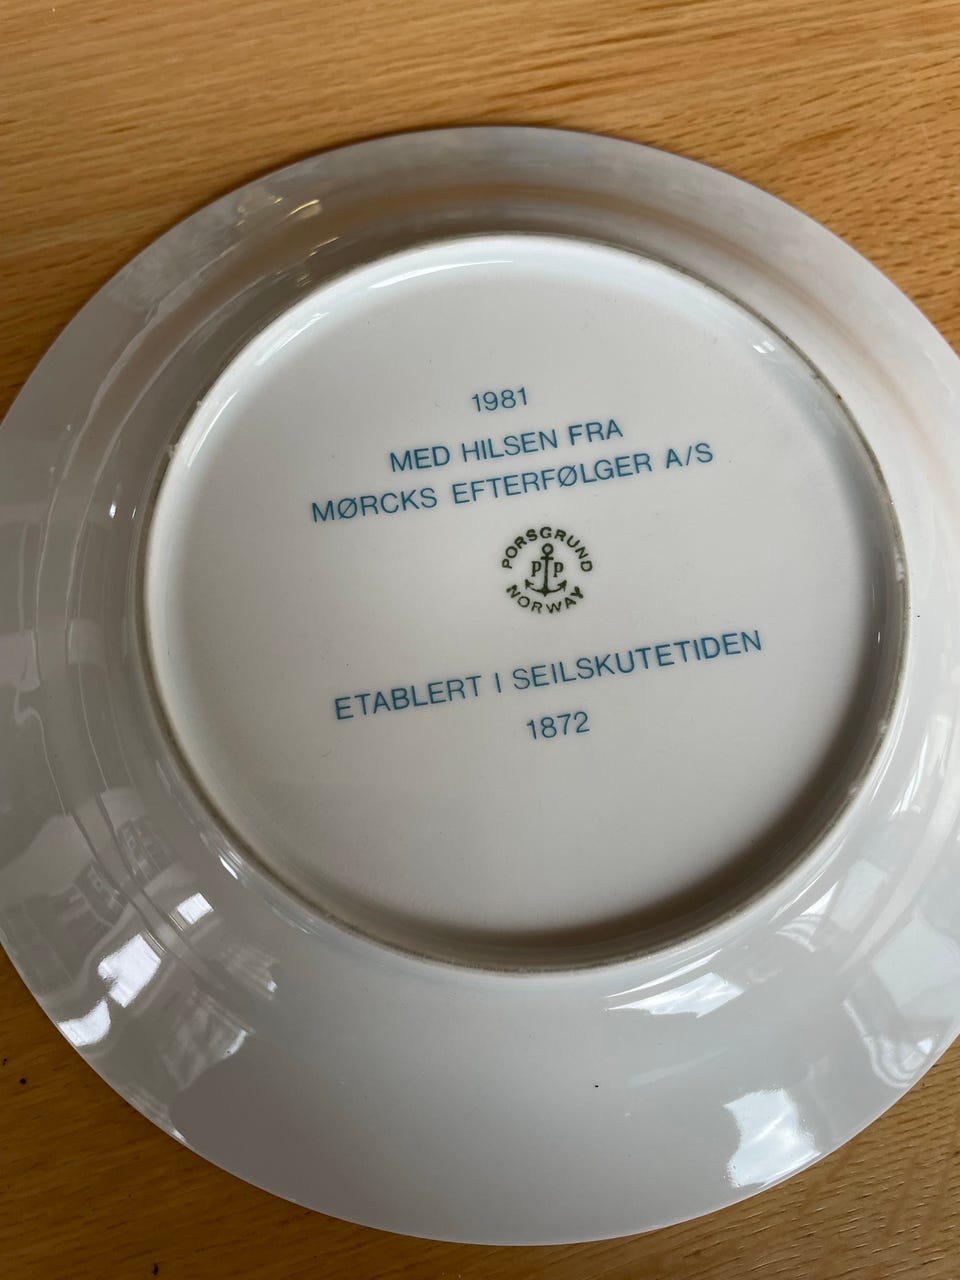 1981
MED HILSEN FRA
MØRCKS EFTERFØLGER A/S
PORSGRUND
P P
NORWAY
ETABLERT I SEILSKUTETIDEN
1872